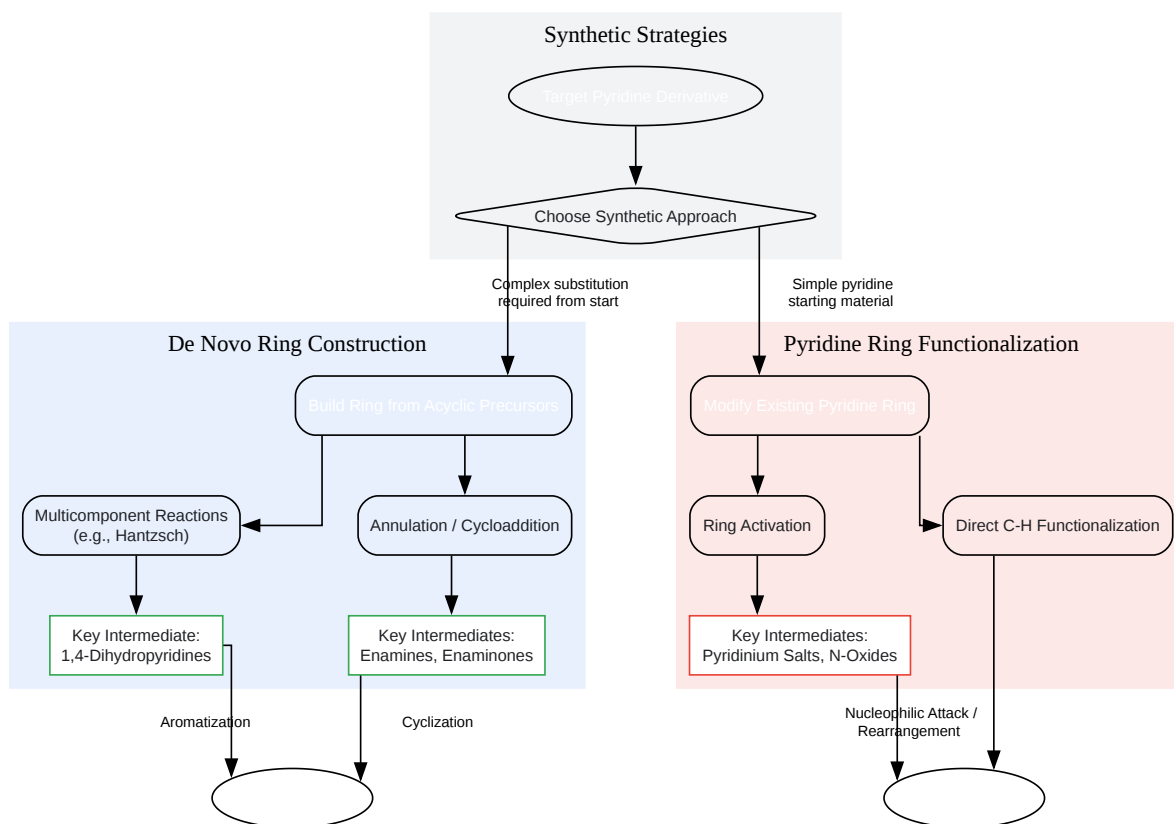 Synthetic Strategies
Target Pyridine Derivative
Choose Synthetic Approach
Complex substitution
required from start
Simple pyridine
starting material
De Novo Ring Construction
Pyridine Ring Functionalization
Build Ring from Acyclic Precursors
Modify Existing Pyridine Ring
Multicomponent Reactions
(e.g., Hantzsch)
Annulation / Cycloaddition
Ring Activation
Direct C-H Functionalization
Key Intermediate:
1,4-Dihydropyridines
Key Intermediates:
Enamines, Enaminones
Key Intermediates:
Pyridinium Salts, N-Oxides
Aromatization
Cyclization
Nucleophilic Attack /
Rearrangement